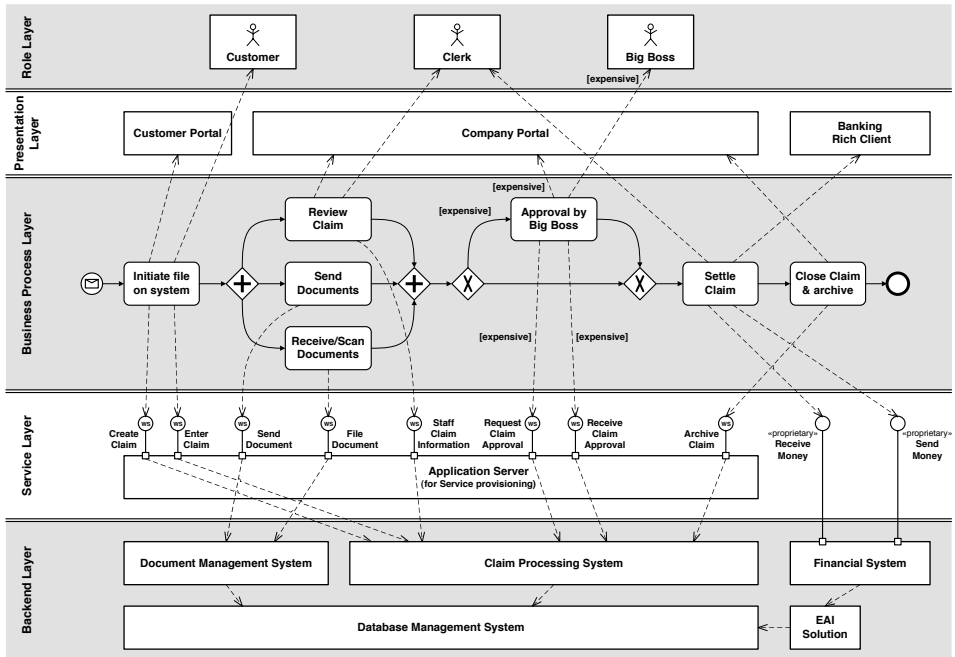 Role Layer
Customer
Clerk
Big Boss
[expensive]
Presentation
Layer
Customer Portal
Company Portal
Banking
Rich Client
Business Process Layer
[expensive]
[expensive]
Review
Claim
Approval by
Big Boss
Initiate file
on system
Send
Documents
X
X
Settle
Claim
Close Claim
& archive
Receive/Scan
Documents
[expensive]
[expensive]
Service Layer
ws
ws
ws
ws
ws
ws
ws
ws
Create
Claim
Enter
Claim
Send
Document
File
Document
Staff
Claim
Information
Request
Claim
Approval
Receive
Claim
Approval
Archive
Claim
«proprietary»
Receive
Money
«proprietary»
Send
Money
Application Server
(for Service provisioning)
Backend Layer
Document Management System
Claim Processing System
Financial System
Database Management System
EAI
Solution